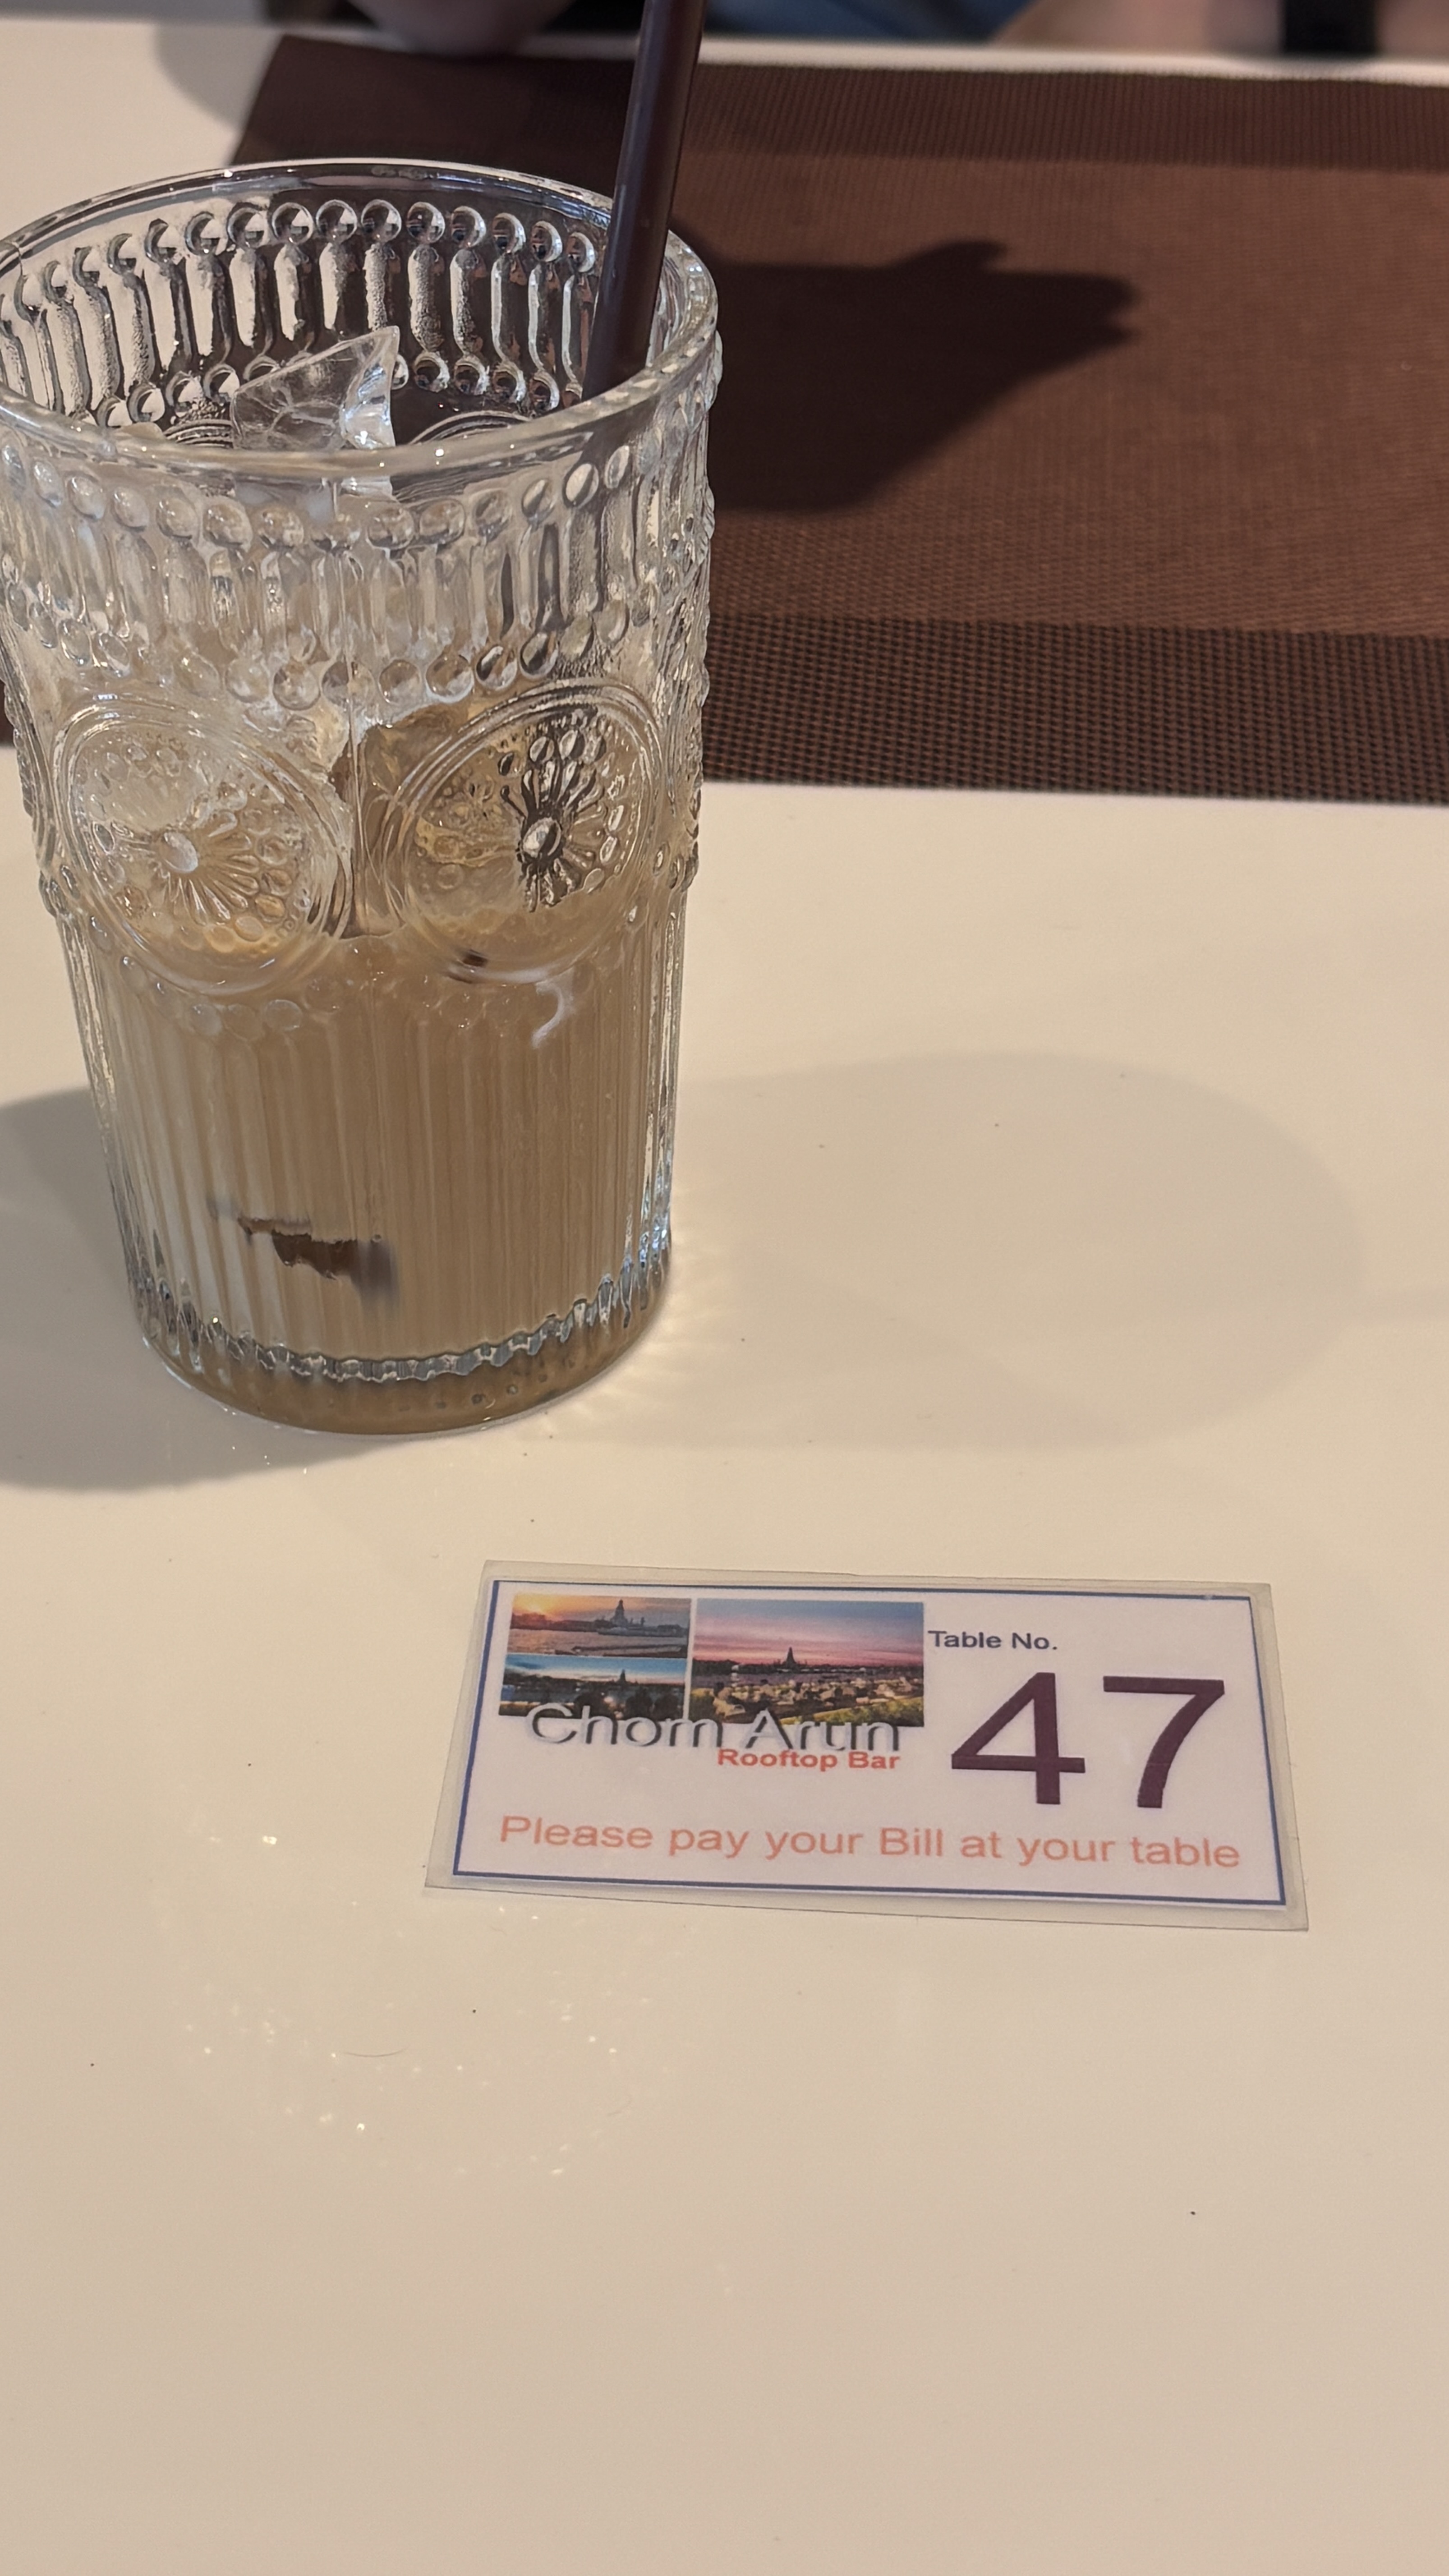 Table No.
47
Chom Arun
Rooftop Bar
Please pay your Bill at your table